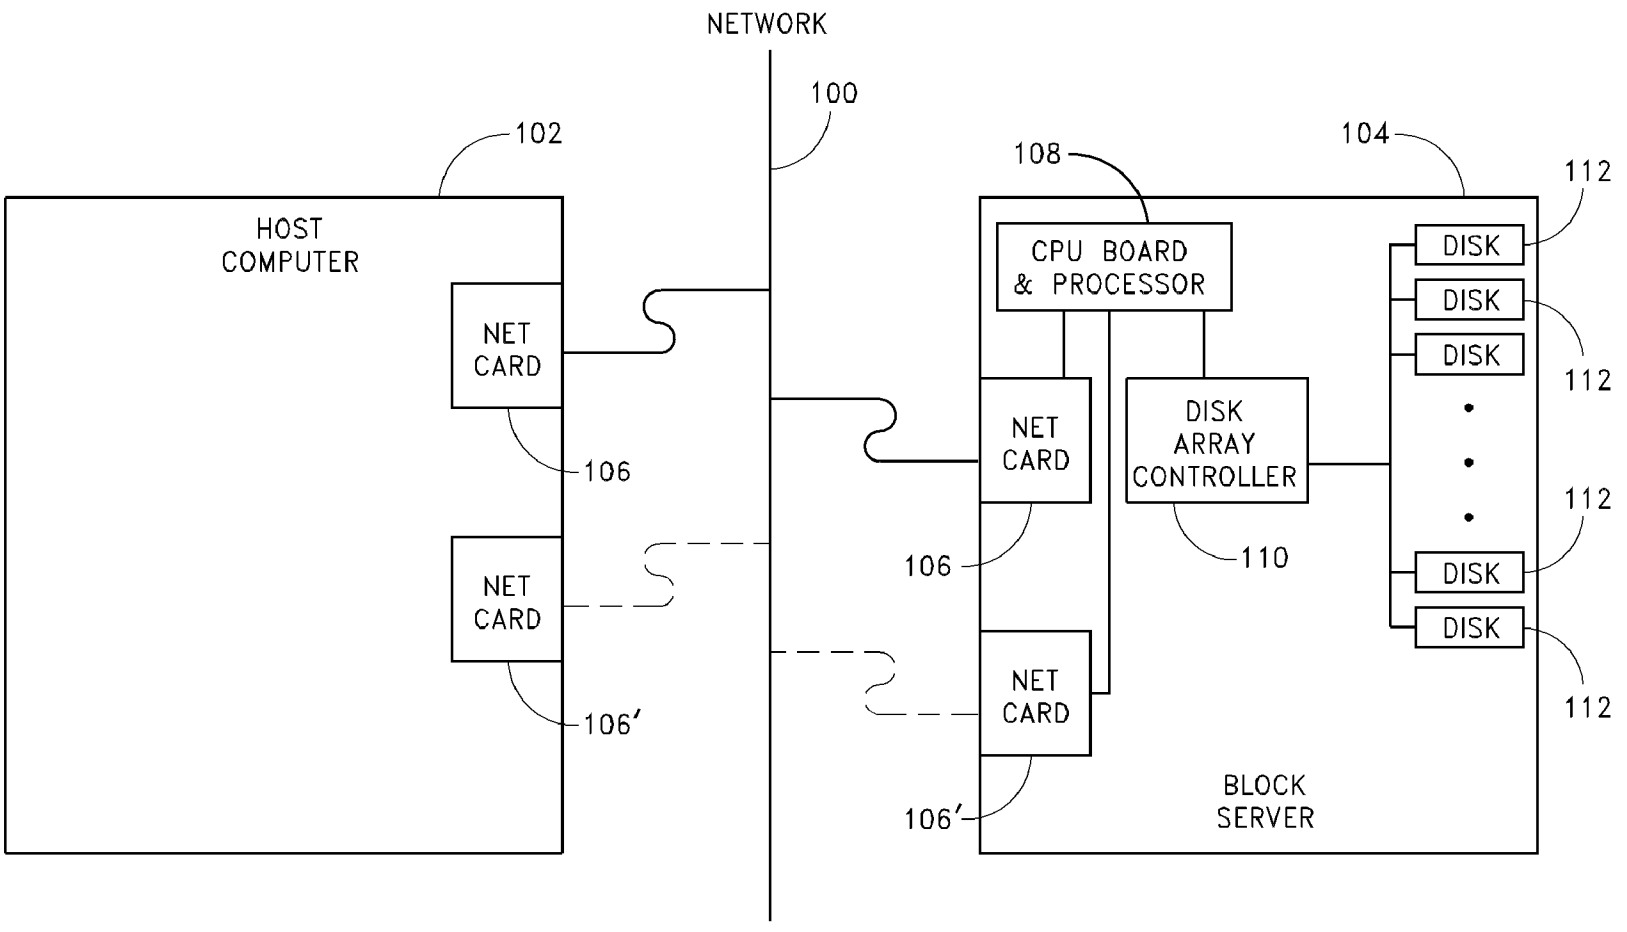 NETWORK
100
102
HOST
COMPUTER
NET
CARD
106
NET
CARD
106′
104
108
CPU BOARD
& PROCESSOR
NET
CARD
106
DISK
ARRAY
CONTROLLER
110
NET
CARD
106′
112
DISK
DISK
112
DISK
112
DISK
DISK
112
BLOCK
SERVER